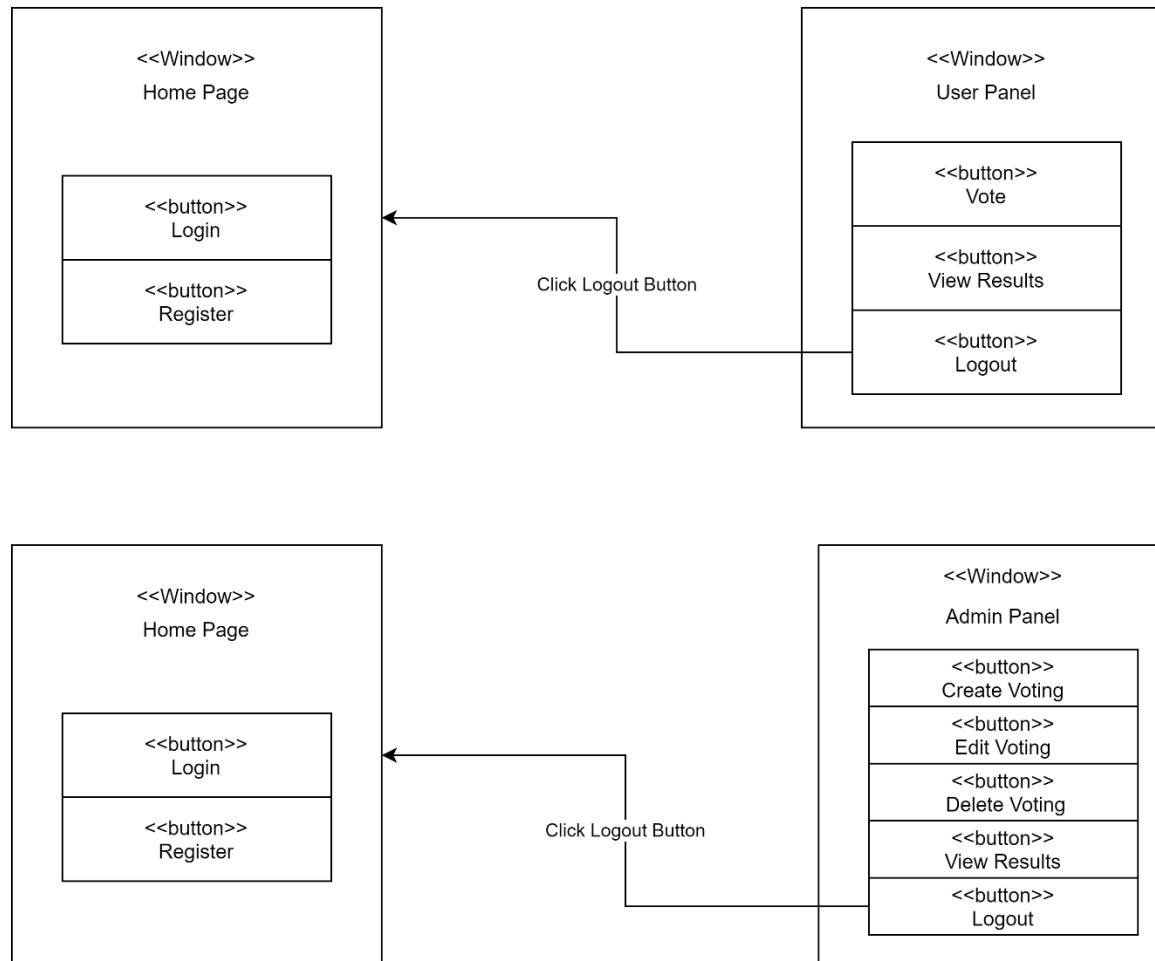 <<Window>>
Home Page
<<button>>
Login
<<button>>
Register
Click Logout Button
<<Window>>
User Panel
<<button>>
Vote
<<button>>
View Results
<<button>>
Logout
<<Window>>
Home Page
<<button>>
Login
<<button>>
Register
Click Logout Button
<<Window>>
Admin Panel
<<button>>
Create Voting
<<button>>
Edit Voting
<<button>>
Delete Voting
<<button>>
View Results
<<button>>
Logout